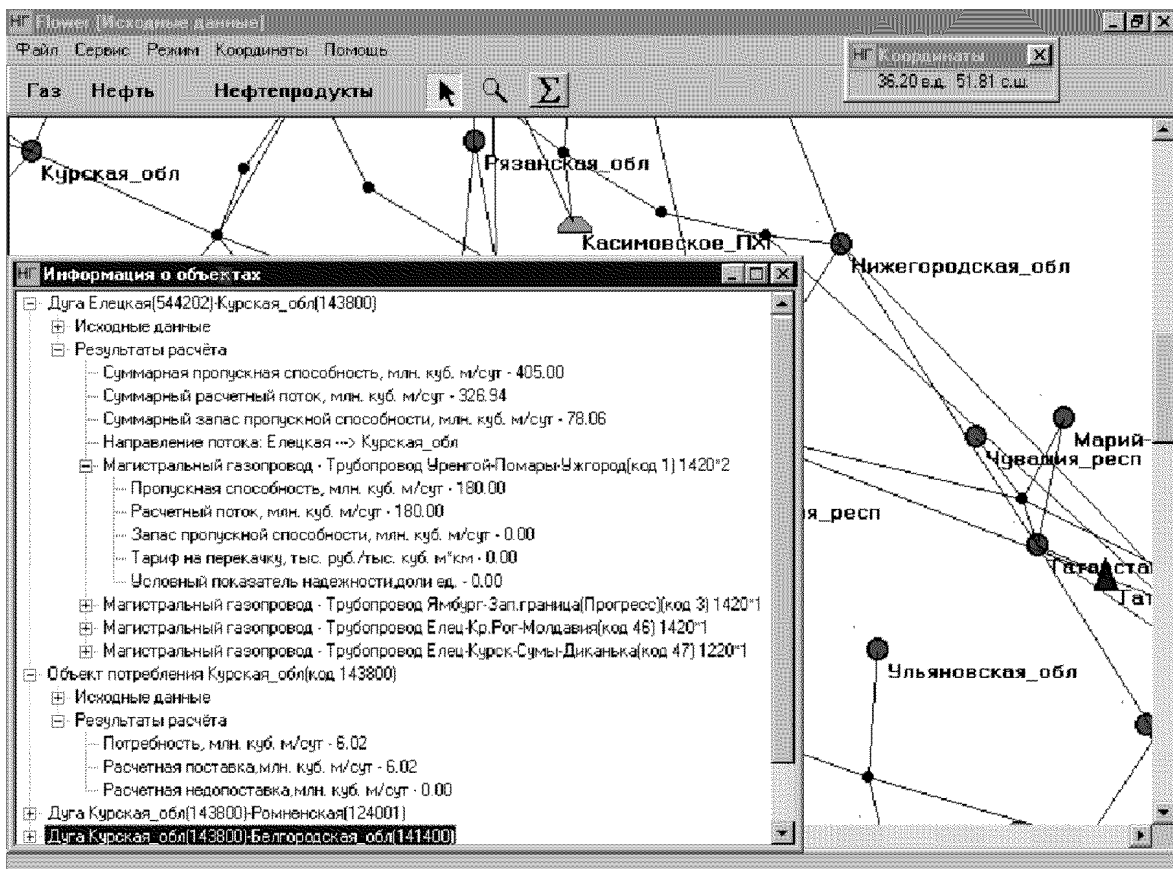 НГ Flower [Исходные данные]
Файл Сервис Режим Координаты Помощь
НГ Координаты
36.20 в.д. 51.81 с.ш.
Газ Нефть Нефтепродукты Σ
Курская_обл
Рязанская_обл
Касимовское_ПХГ
Нижегородская_обл
Марий-
Чувашия_респ
я_респ
Татарста
Тат
Ульяновская_обл
НГ Информация о объектах
Дуга Елецкая(544202)-Курская_обл(143800)
Исходные данные
Результаты расчёта
Суммарная пропускная способность, млн. куб. м/сут - 405.00
Суммарный расчетный поток, млн. куб. м/сут - 326.94
Суммарный запас пропускной способности, млн. куб. м/сут - 78.06
Направление потока: Елецкая ---> Курская_обл
Магистральный газопровод - Трубопровод Уренгой-Помары-Ужгород(код 1) 1420*2
Пропускная способность, млн. куб. м/сут - 180.00
Расчетный поток, млн. куб. м/сут - 180.00
Запас пропускной способности, млн. куб. м/сут - 0.00
Тариф на перекачку, тыс. руб./тыс. куб. м*км - 0.00
Условный показатель надежности,доли ед. - 0.00
Магистральный газопровод - Трубопровод Ямбург-Зап.граница(Прогресс)(код 3) 1420*1
Магистральный газопровод - Трубопровод Елец-Кр.Рог-Молдавия(код 46) 1420*1
Магистральный газопровод - Трубопровод Елец-Курск-Сумы-Диканька(код 47) 1220*1
Объект потребления Курская_обл(код 143800)
Исходные данные
Результаты расчёта
Потребность, млн. куб. м/сут - 6.02
Расчетная поставка,млн. куб. м/сут - 6.02
Расчетная недопоставка,млн. куб. м/сут - 0.00
Дуга Курская_обл(143800)-Ромненская(124001)
Дуга Курская_обл(143800)-Белгородская_обл(141400)